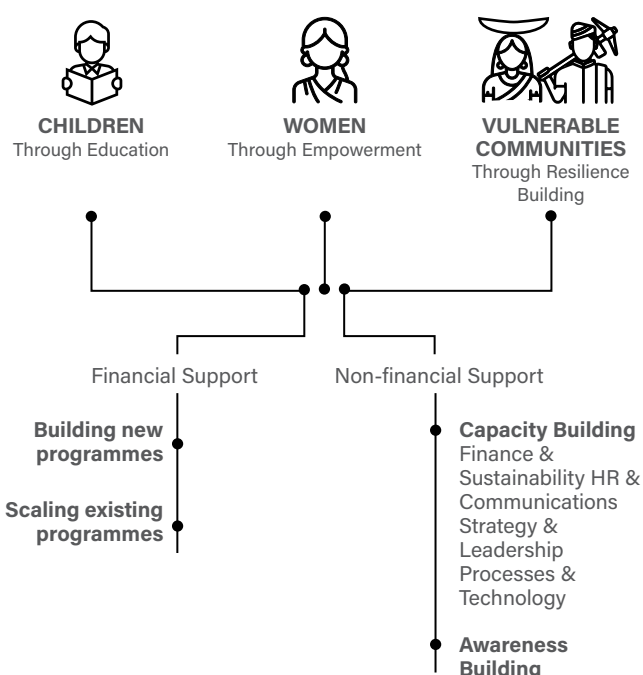 CHILDREN
Through Education
WOMEN
Through Empowerment
VULNERABLE
COMMUNITIES
Through Resilience
Building
Financial Support
Building new
programmes
Scaling existing
programmes
Non-financial Support
Capacity Building
Finance &
Sustainability HR &
Communications
Strategy &
Leadership
Processes &
Technology
Awareness
Building